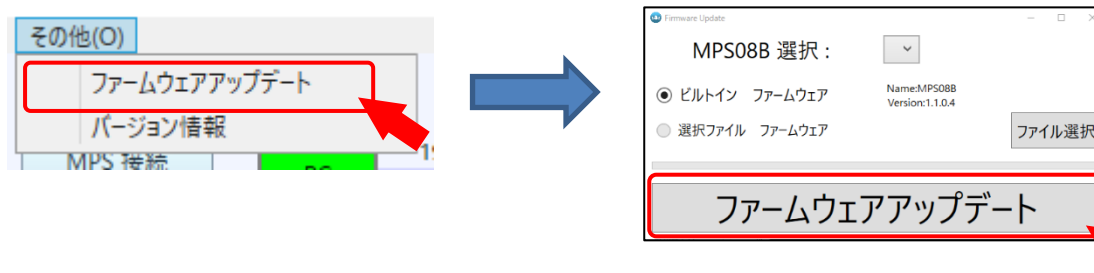 その他(O)
ファームウェアアップデート
バージョン情報
MPS 接続
Firmware Update
MPS08B 選択 :
ビルトイン ファームウェア
Name:MPS08B
Version:1.1.0.4
選択ファイル ファームウェア
ファイル選択
ファームウェアアップデート